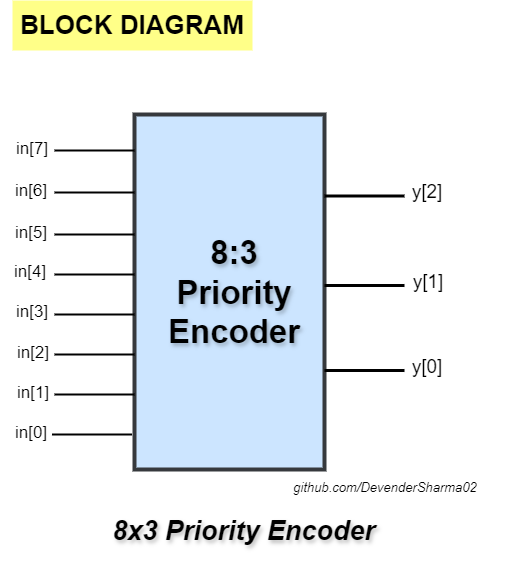 BLOCK DIAGRAM
in[7]
in[6]
in[5]
in[4]
in[3]
in[2]
in[1]
in[0]
8:3
Priority
Encoder
y[2]
y[1]
y[0]
github.com/DevenderSharma02
8x3 Priority Encoder